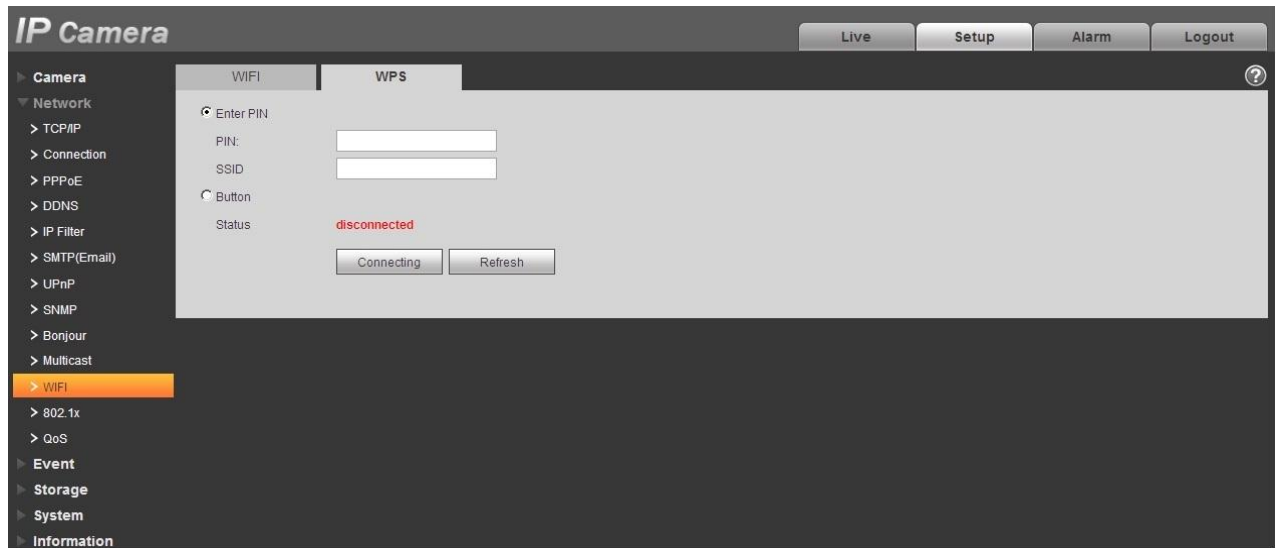 IP Camera
Live
Setup
Alarm
Logout
Camera
Network
TCP/IP
Connection
PPPoE
DDNS
IP Filter
SMTP(Email)
UPnP
SNMP
Bonjour
Multicast
WIFI
802.1x
QoS
Event
Storage
System
Information
WIFI
WPS
?
Enter PIN
PIN:
SSID
Button
Status
disconnected
Connecting
Refresh